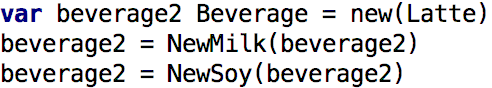 var beverage2 Beverage = new(Latte)
beverage2 = NewMilk(beverage2)
beverage2 = NewSoy(beverage2)